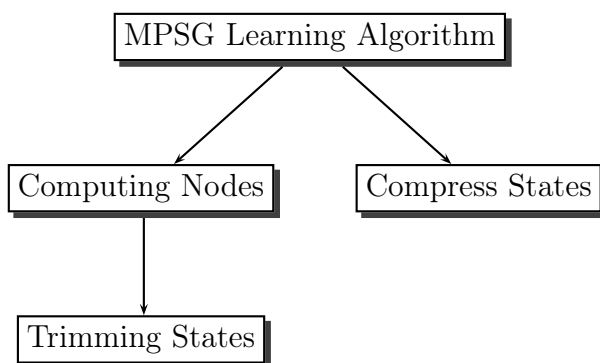 MPSG Learning Algorithm
Computing Nodes
Compress States
Trimming States